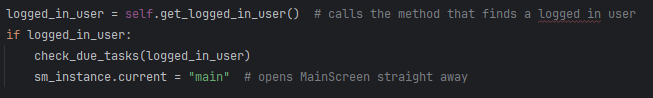 logged_in_user = self.get_logged_in_user()  # calls the method that finds a logged in user
if logged_in_user:
    check_due_tasks(logged_in_user)
    sm_instance.current = "main"  # opens MainScreen straight away